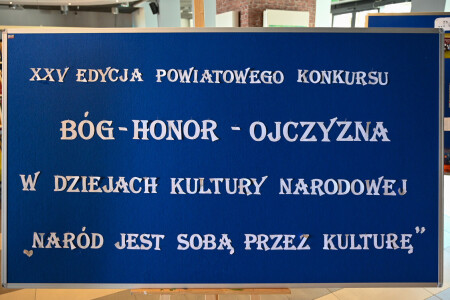 XXV EDYCJA POWIATOWEGO KONKURSU
BÓG - HONOR - OJCZYZNA
W DZIEJACH KULTURY NARODOWEJ
„NARÓD JEST SOBĄ PRZEZ KULTURĘ”